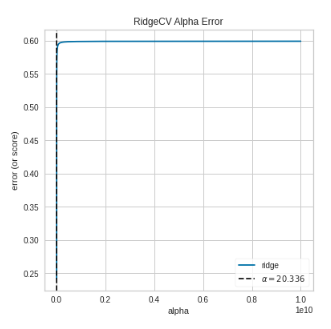 RidgeCV Alpha Error
0.60
0.55
0.50
0.45
0.40
0.35
0.30
0.25
error (or score)
ridge
α = 20.336
0.0 0.2 0.4 0.6 0.8 1.0
1e10
alpha